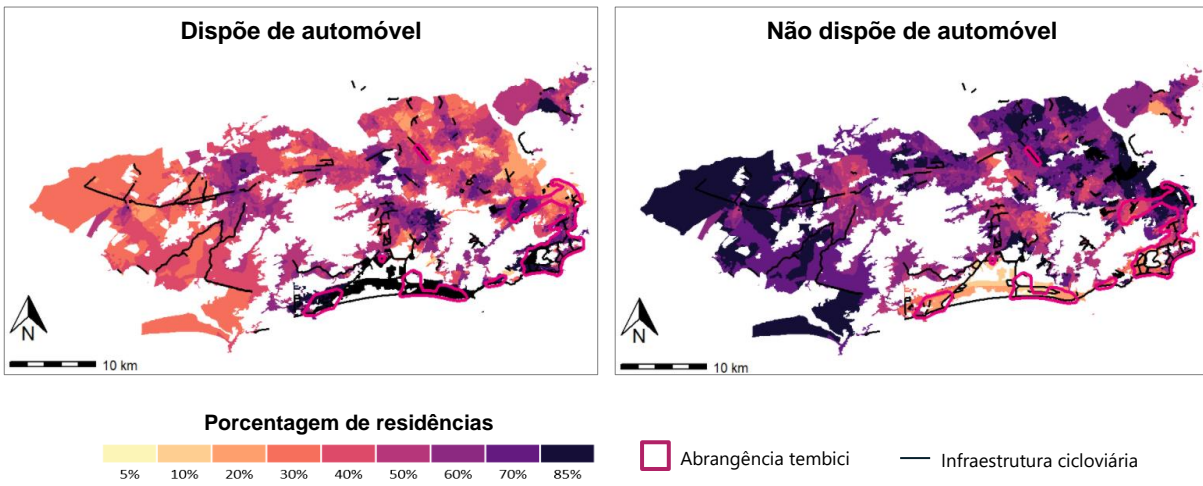 Dispõe de automóvel
N
10 km
Não dispõe de automóvel
N
10 km
Porcentagem de residências
5% 10% 20% 30% 40% 50% 60% 70% 85%
Abrangência tembici
Infraestrutura cicloviária